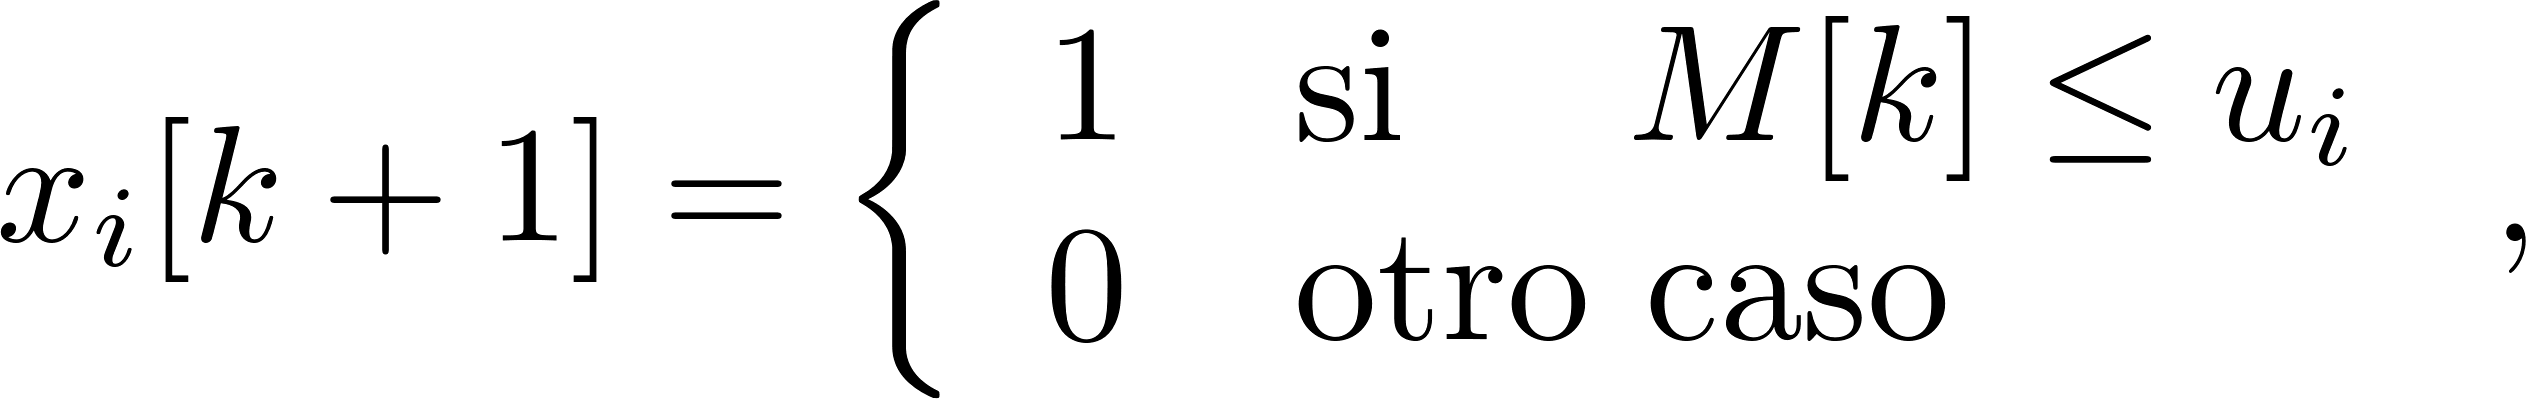 x_i[k + 1] = { 1 si M[k] ≤ u_i
0 otro caso ,